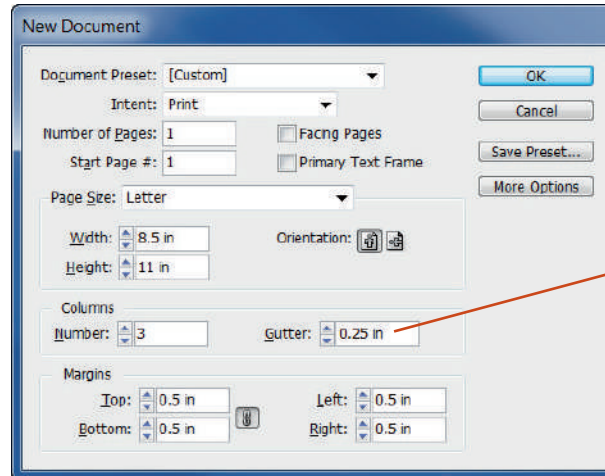 New Document
Document Preset: [Custom]
OK
Intent: Print
Cancel
Number of Pages: 1
Facing Pages
Save Preset...
Start Page #: 1
Primary Text Frame
More Options
Page Size: Letter
Width: 8.5 in
Orientation:
Height: 11 in
Columns
Number: 3
Gutter: 0.25 in
Margins
Top: 0.5 in
Left: 0.5 in
Bottom: 0.5 in
Right: 0.5 in